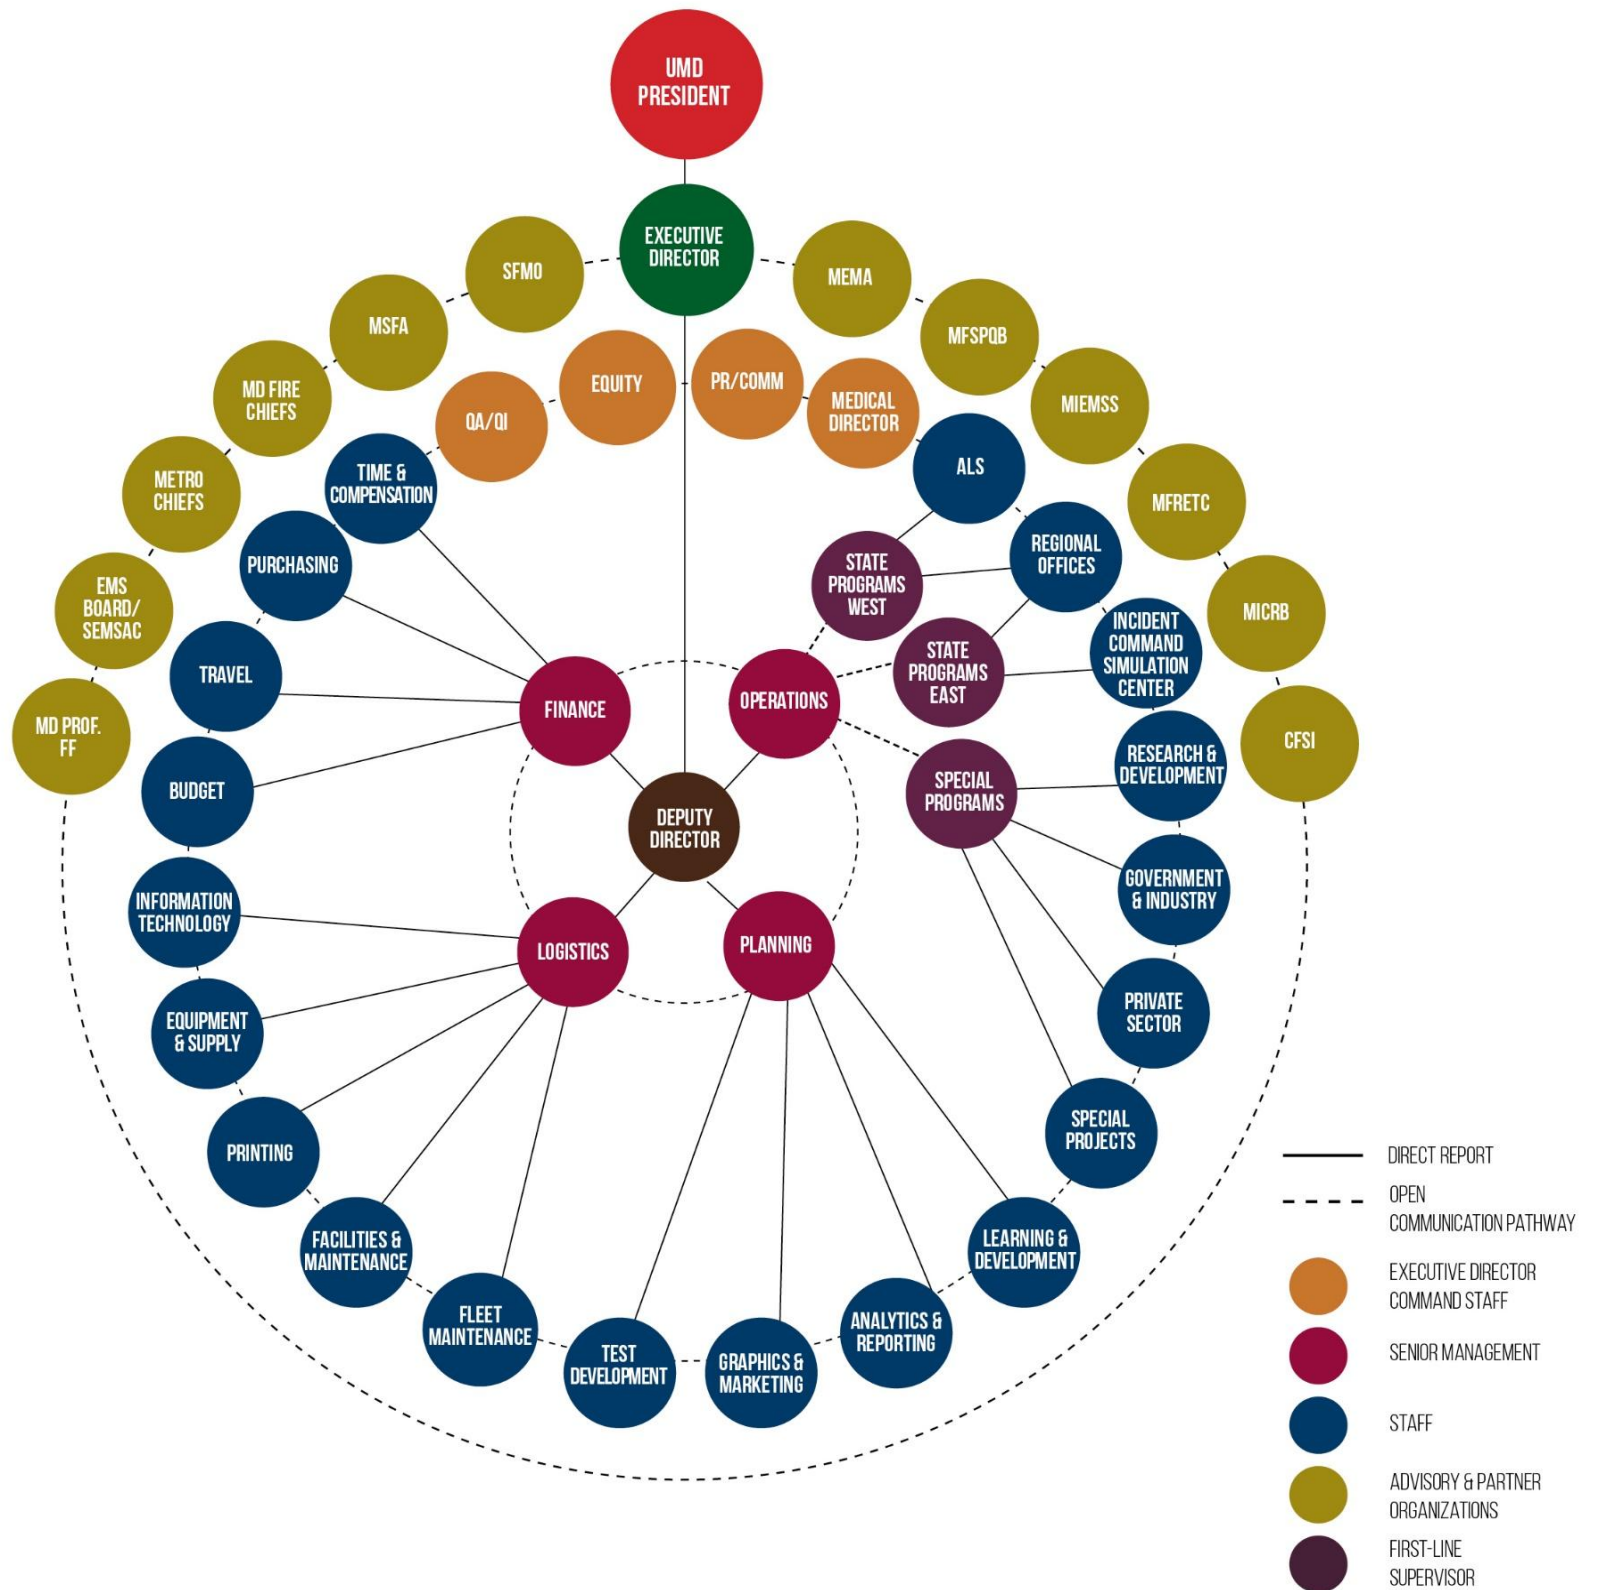 UMD
PRESIDENT
EXECUTIVE
DIRECTOR
SFMO
MEMA
MSFA
MFSPQB
MD FIRE
CHIEFS
EQUITY
PR/COMM
QA/QI
MEDICAL
DIRECTOR
MIEMSS
METRO
CHIEFS
TIME &
COMPENSATION
ALS
MFRETC
PURCHASING
STATE
PROGRAMS
WEST
REGIONAL
OFFICES
EMS
BOARD/
SEMSAC
MICRB
TRAVEL
STATE
PROGRAMS
EAST
INCIDENT
COMMAND
SIMULATION
CENTER
MD PROF.
FF
FINANCE
OPERATIONS
CFSI
BUDGET
DEPUTY
DIRECTOR
SPECIAL
PROGRAMS
RESEARCH &
DEVELOPMENT
INFORMATION
TECHNOLOGY
LOGISTICS
PLANNING
GOVERNMENT
& INDUSTRY
EQUIPMENT
& SUPPLY
PRIVATE
SECTOR
PRINTING
SPECIAL
PROJECTS
FACILITIES &
MAINTENANCE
LEARNING &
DEVELOPMENT
FLEET
MAINTENANCE
TEST
DEVELOPMENT
GRAPHICS &
MARKETING
ANALYTICS &
REPORTING
DIRECT REPORT
OPEN
COMMUNICATION PATHWAY
EXECUTIVE DIRECTOR
COMMAND STAFF
SENIOR MANAGEMENT
STAFF
ADVISORY & PARTNER
ORGANIZATIONS
FIRST-LINE
SUPERVISOR